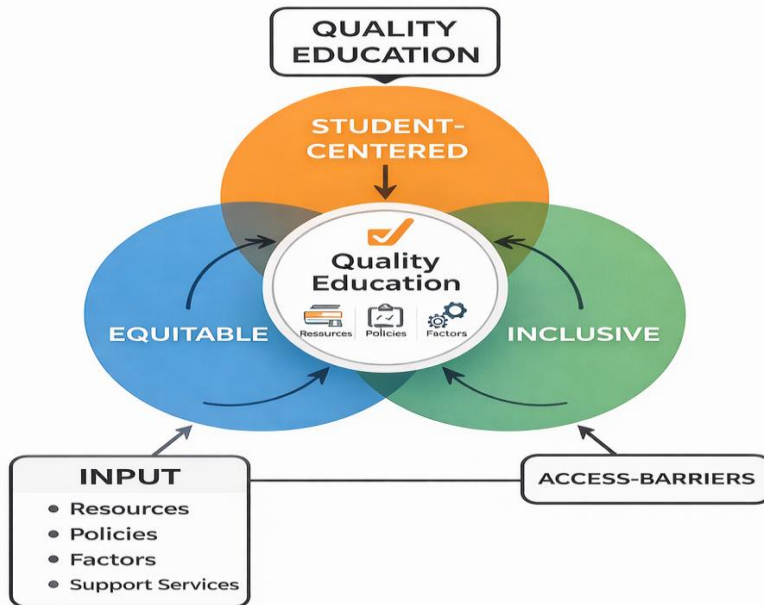 QUALITY
EDUCATION
STUDENT-
CENTERED
Quality
Education
Resources Policies Factors
EQUITABLE
INCLUSIVE
INPUT
• Resources
• Policies
• Factors
• Support Services
ACCESS-BARRIERS